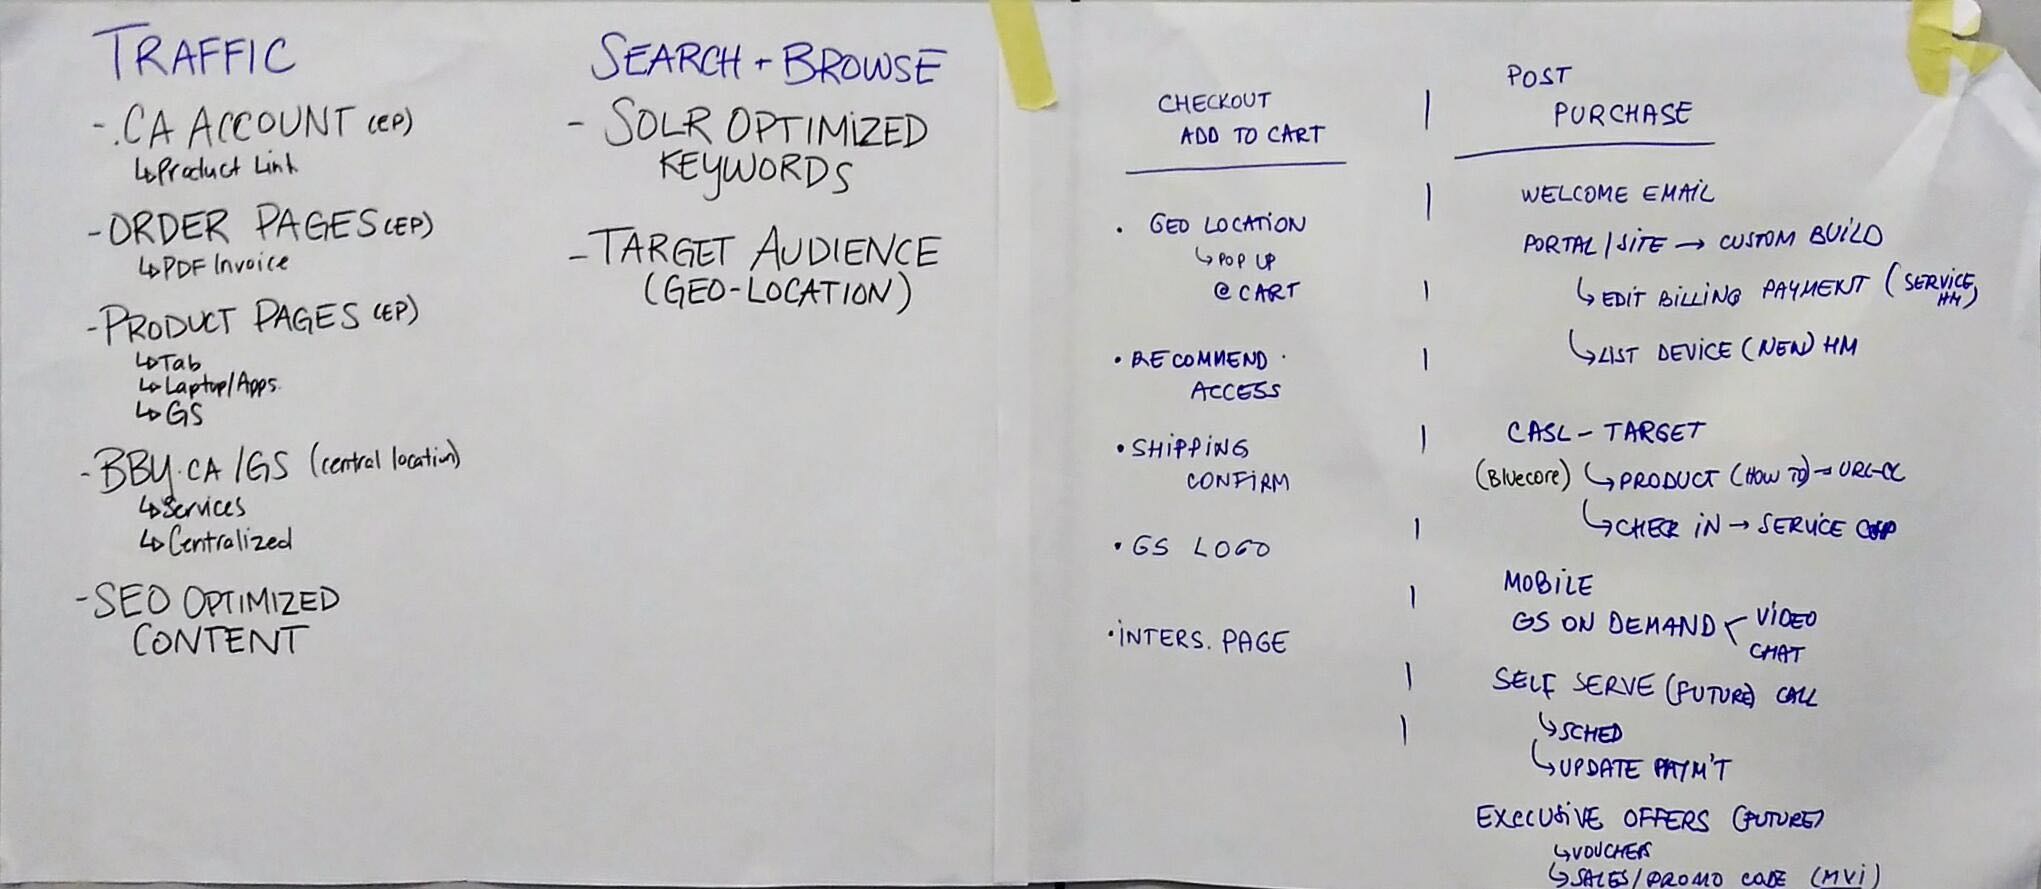 TRAFFIC
- .CA ACCOUNT (EP)
↳ Product Link
- ORDER PAGES (EP)
↳ PDF Invoice
- PRODUCT PAGES (EP)
↳ Tab
↳ Laptop/Apps.
↳ GS
- BBY.CA /GS (central location)
↳ Services
↳ Centralized
- SEO OPTIMIZED
CONTENT
SEARCH + BROWSE
- SOLR OPTIMIZED
KEYWORDS
- TARGET AUDIENCE
(GEO-LOCATION)
CHECKOUT
ADD TO CART
• GEO LOCATION
↳ POP UP
@ CART
• RECOMMEND.
ACCESS
• SHIPPING
CONFIRM
• GS LOGO
• INTERS. PAGE
POST
PURCHASE
WELCOME EMAIL
PORTAL / SITE → CUSTOM BUILD
↳ EDIT BILLING PAYMENT (SERVICE
HM)
↳ LIST DEVICE (NEW) HM
CASL - TARGET
(Bluecore) ↳ PRODUCT (HOW TO) →
↳ CHECK IN → SERVICE
MOBILE
GS ON DEMAND < VIDEO
CHAT
SELF SERVE (FUTURE) CALL
↳ SCHED
↳ UPDATE PAYM'T
EXECUSIVE OFFERS (FUTURE)
↳ VOUCHERS
↳ SALES / PROMO CODE (MVI)